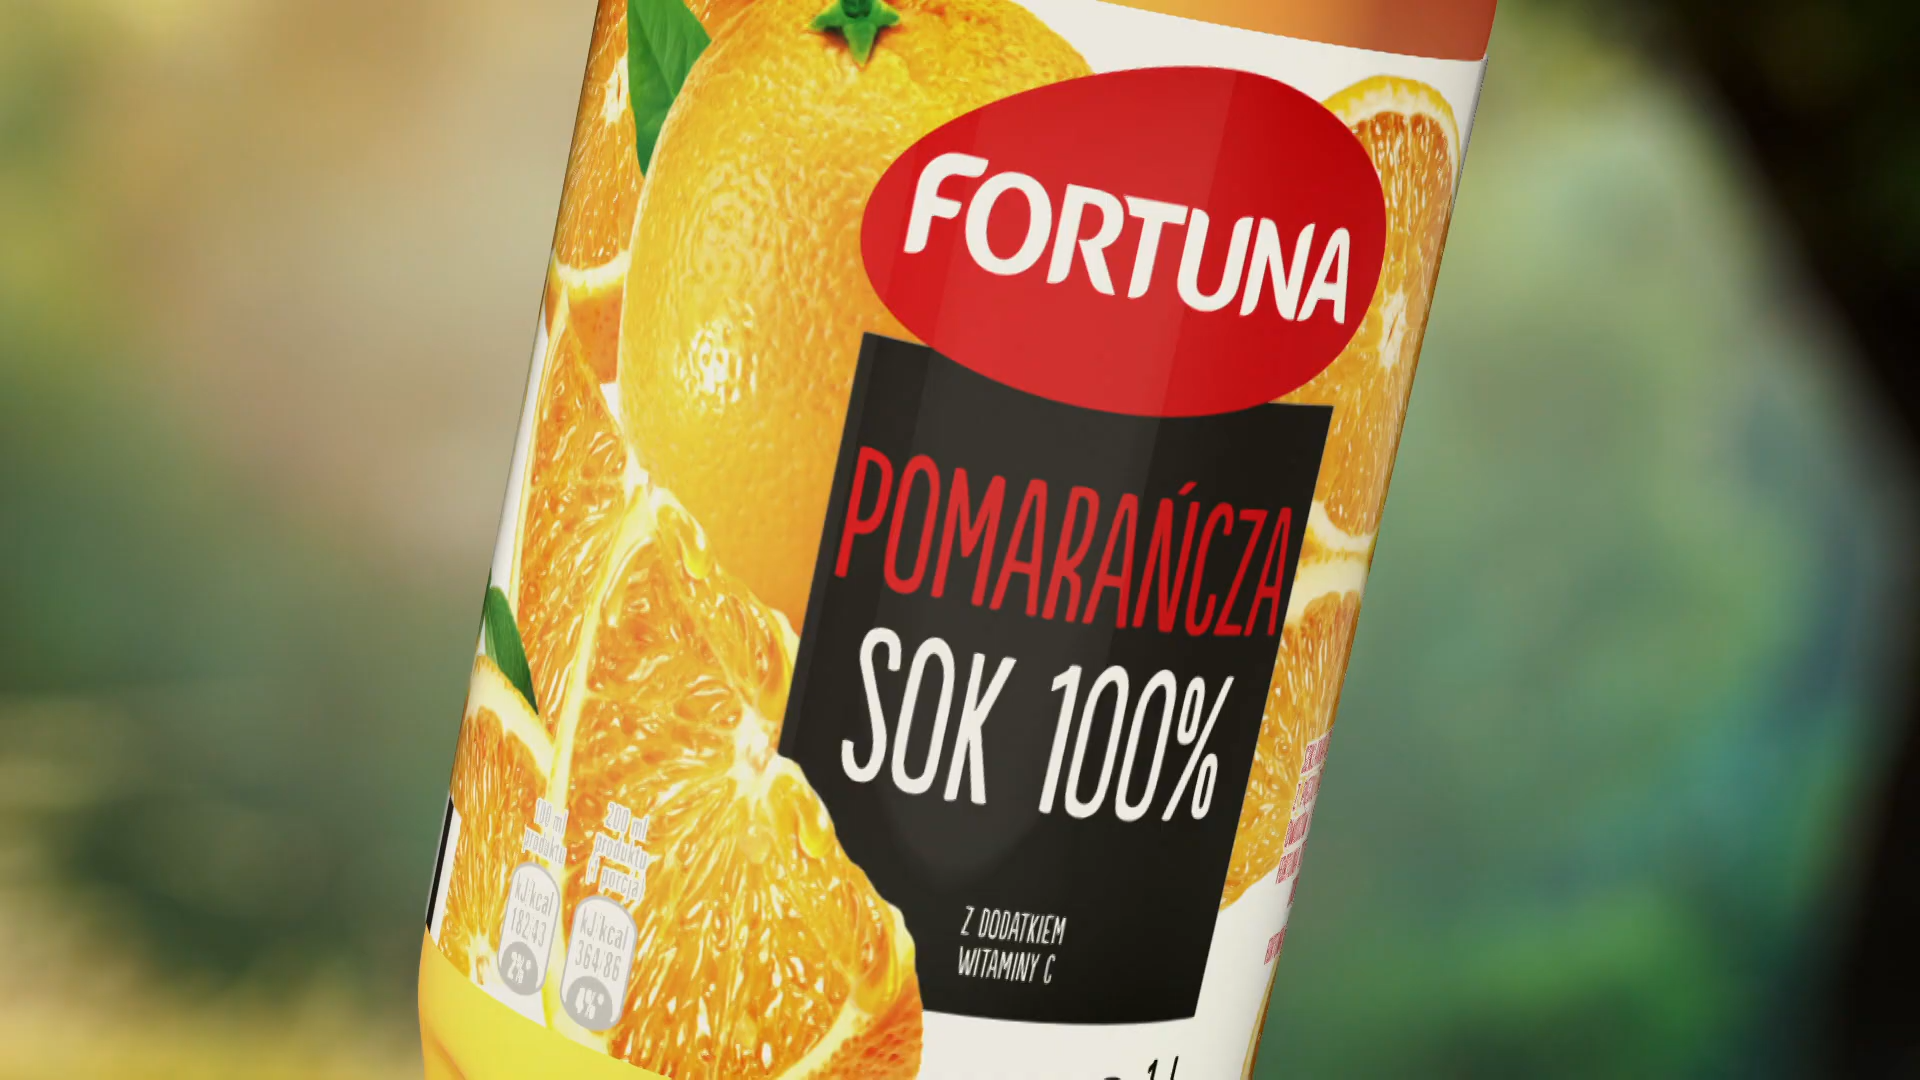 FORTUNA
POMARAŃCZA
SOK 100%
Z DODATKIEM
WITAMINY C
100 ml
produktu
200 ml
produktu
(1 porcja)
kJ/kcal
182/43
2%*
kJ/kcal
364/86
4%*
1L